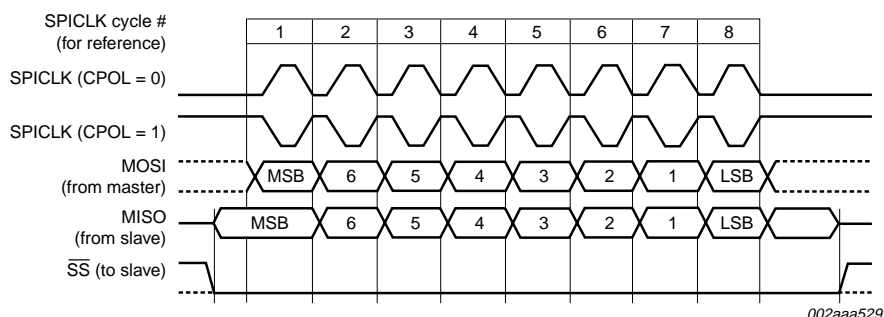 SPICLK cycle #
(for reference)
1 2 3 4 5 6 7 8
SPICLK (CPOL = 0)
SPICLK (CPOL = 1)
MOSI
(from master)
MSB 6 5 4 3 2 1 LSB
MISO
(from slave)
MSB 6 5 4 3 2 1 LSB
S̅S̅ (to slave)
002aaa529